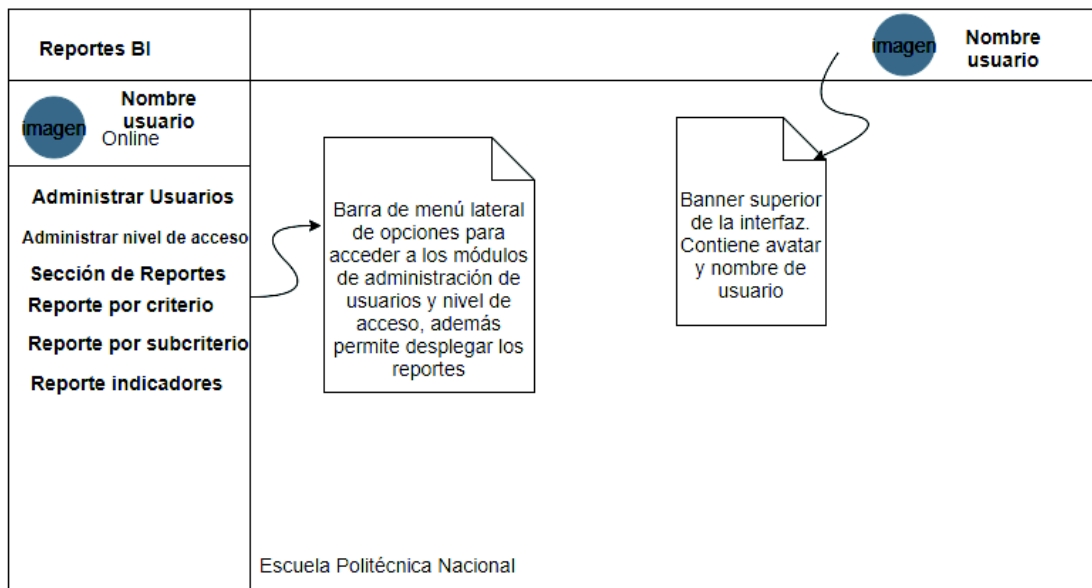 Reportes BI
imagen
Nombre
usuario
imagen
Nombre
usuario
Online
Administrar Usuarios
Administrar nivel de acceso
Sección de Reportes
Reporte por criterio
Reporte por subcriterio
Reporte indicadores
Barra de menú lateral
de opciones para
acceder a los módulos
de administración de
usuarios y nivel de
acceso, además
permite desplegar los
reportes
Banner superior
de la interfaz.
Contiene avatar
y nombre de
usuario
Escuela Politécnica Nacional